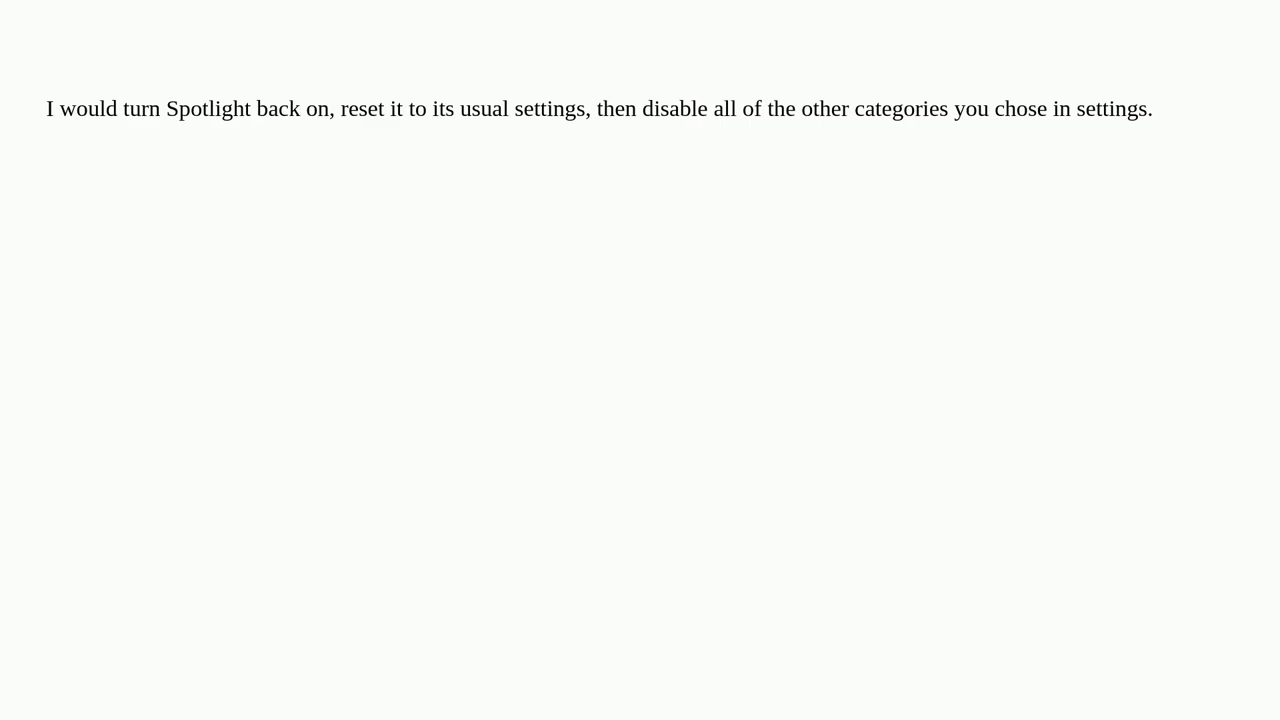 I would turn Spotlight back on, reset it to its usual settings, then disable all of the other categories you chose in settings.